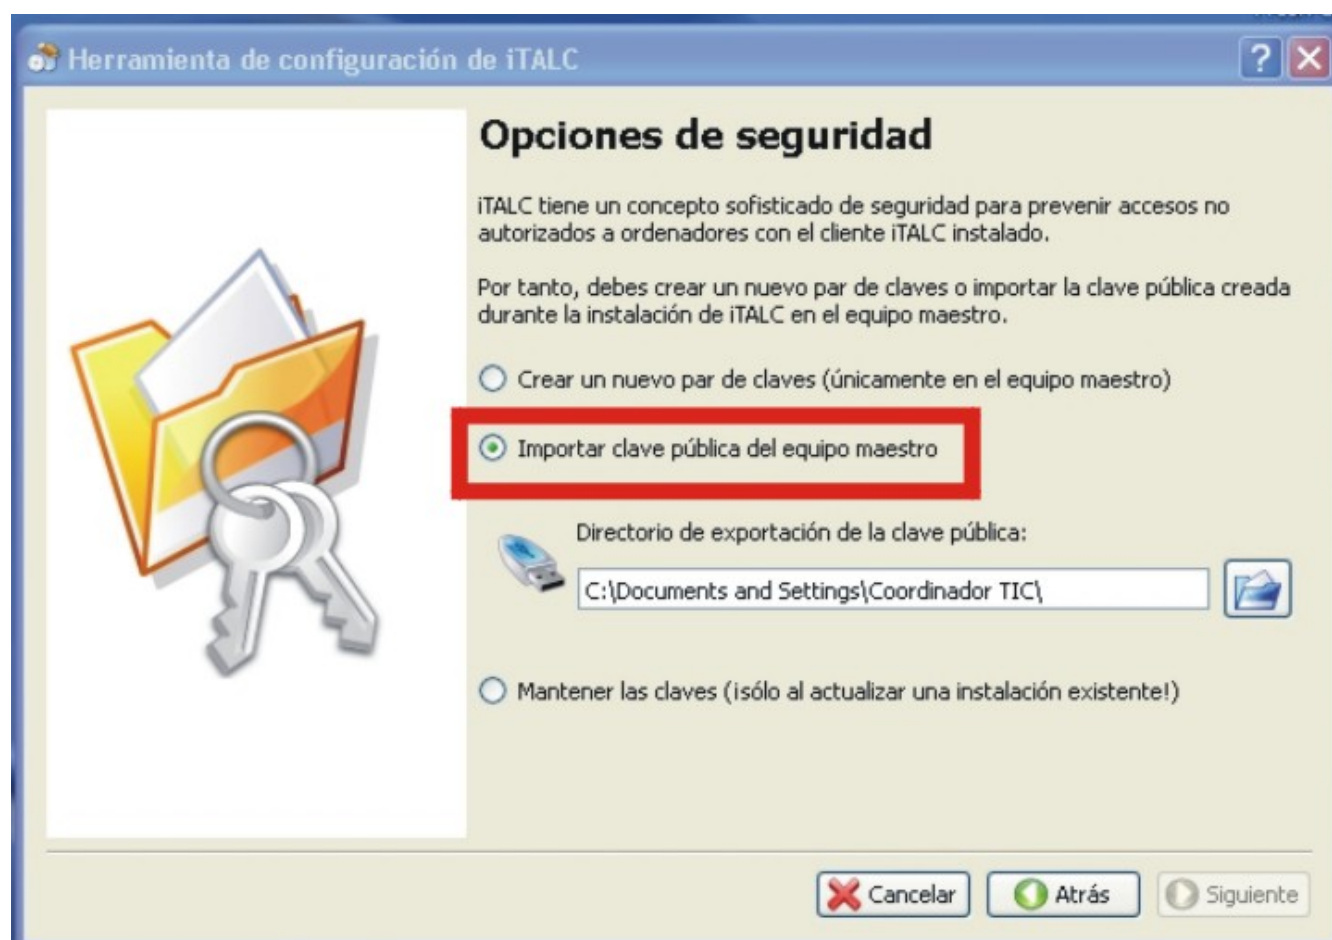 Herramienta de configuración de iTALC
Opciones de seguridad
iTALC tiene un concepto sofisticado de seguridad para prevenir accesos no
autorizados a ordenadores con el cliente iTALC instalado.
Por tanto, debes crear un nuevo par de claves o importar la clave pública creada
durante la instalación de iTALC en el equipo maestro.
Crear un nuevo par de claves (únicamente en el equipo maestro)
Importar clave pública del equipo maestro
Directorio de exportación de la clave pública:
C:\Documents and Settings\Coordinador TIC\
Mantener las claves (¡sólo al actualizar una instalación existente!)
Cancelar Atrás Siguiente